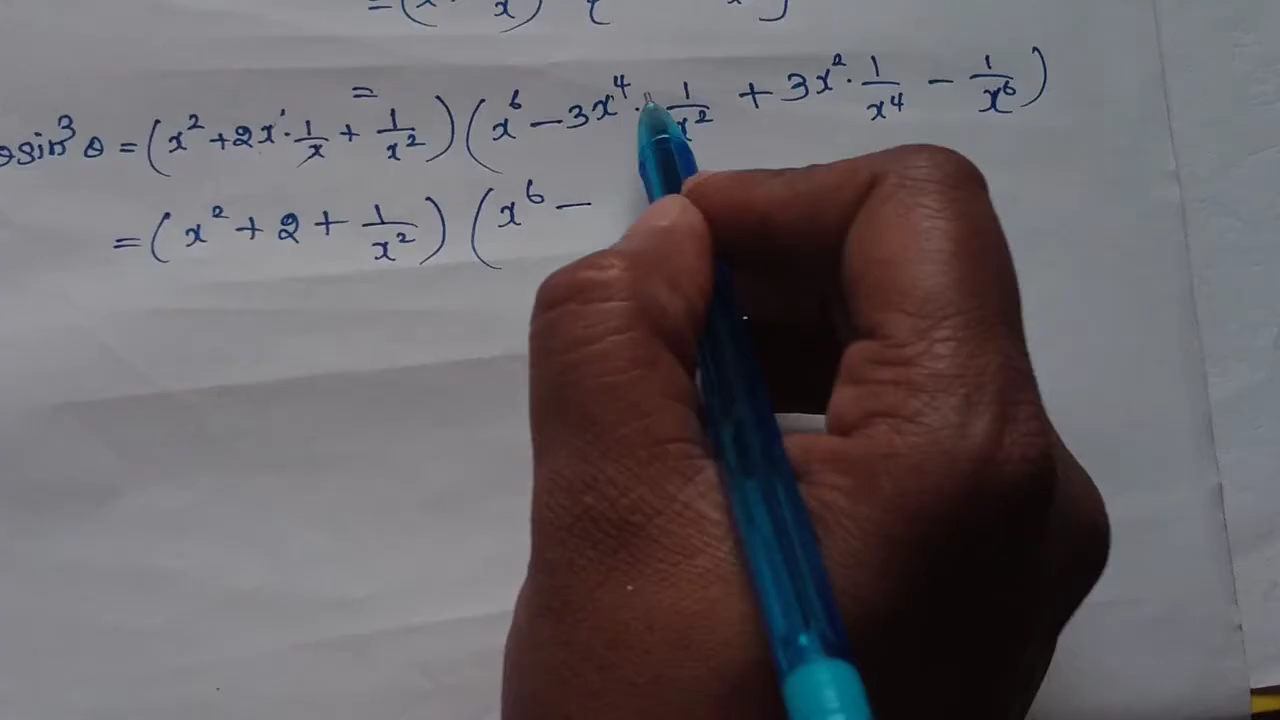 =
θ sin³ θ = (x² + 2x · 1/x + 1/x²) (x⁶ − 3x⁴ · 1/x² + 3x² · 1/x⁴ − 1/x⁶)
= (x² + 2 + 1/x²) (x⁶ −